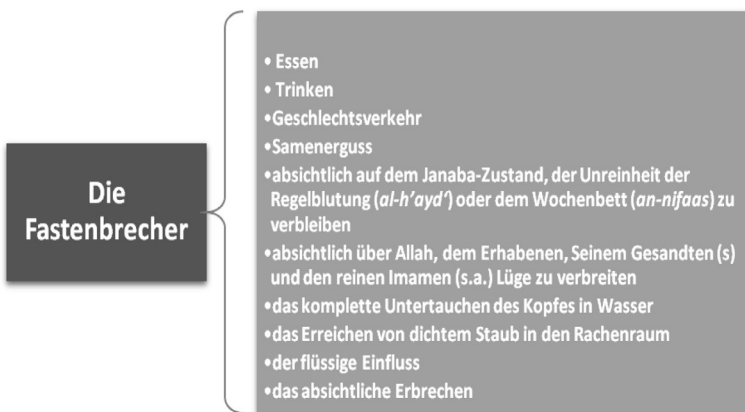 Die
Fastenbrecher
• Essen
• Trinken
•Geschlechtsverkehr
•Samenerguss
•absichtlich auf dem Janaba-Zustand, der Unreinheit der
Regelblutung (al-h’ayd‘) oder dem Wochenbett (an-nifaas) zu
verbleiben
•absichtlich über Allah, dem Erhabenen, Seinem Gesandten (s)
und den reinen Imamen (s.a.) Lüge zu verbreiten
•das komplette Untertauchen des Kopfes in Wasser
•das Erreichen von dichtem Staub in den Rachenraum
•der flüssige Einfluss
•das absichtliche Erbrechen